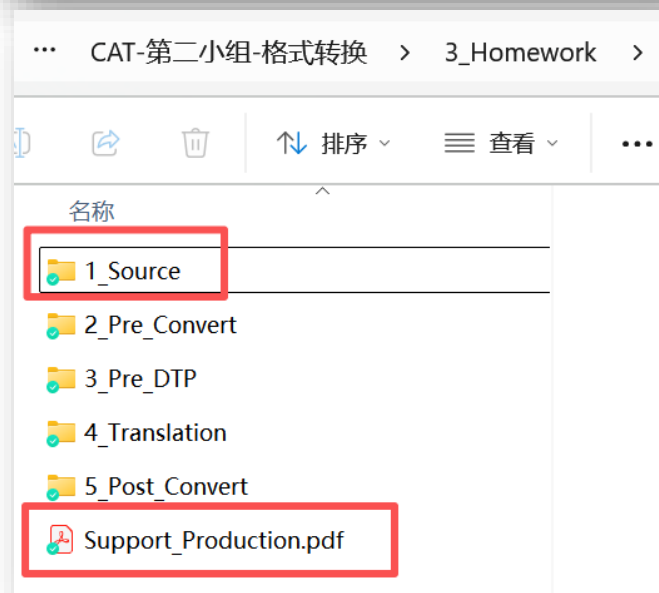 ··· CAT-第二小组-格式转换 > 3_Homework >
排序 查看 ···
名称
1_Source
2_Pre_Convert
3_Pre_DTP
4_Translation
5_Post_Convert
Support_Production.pdf